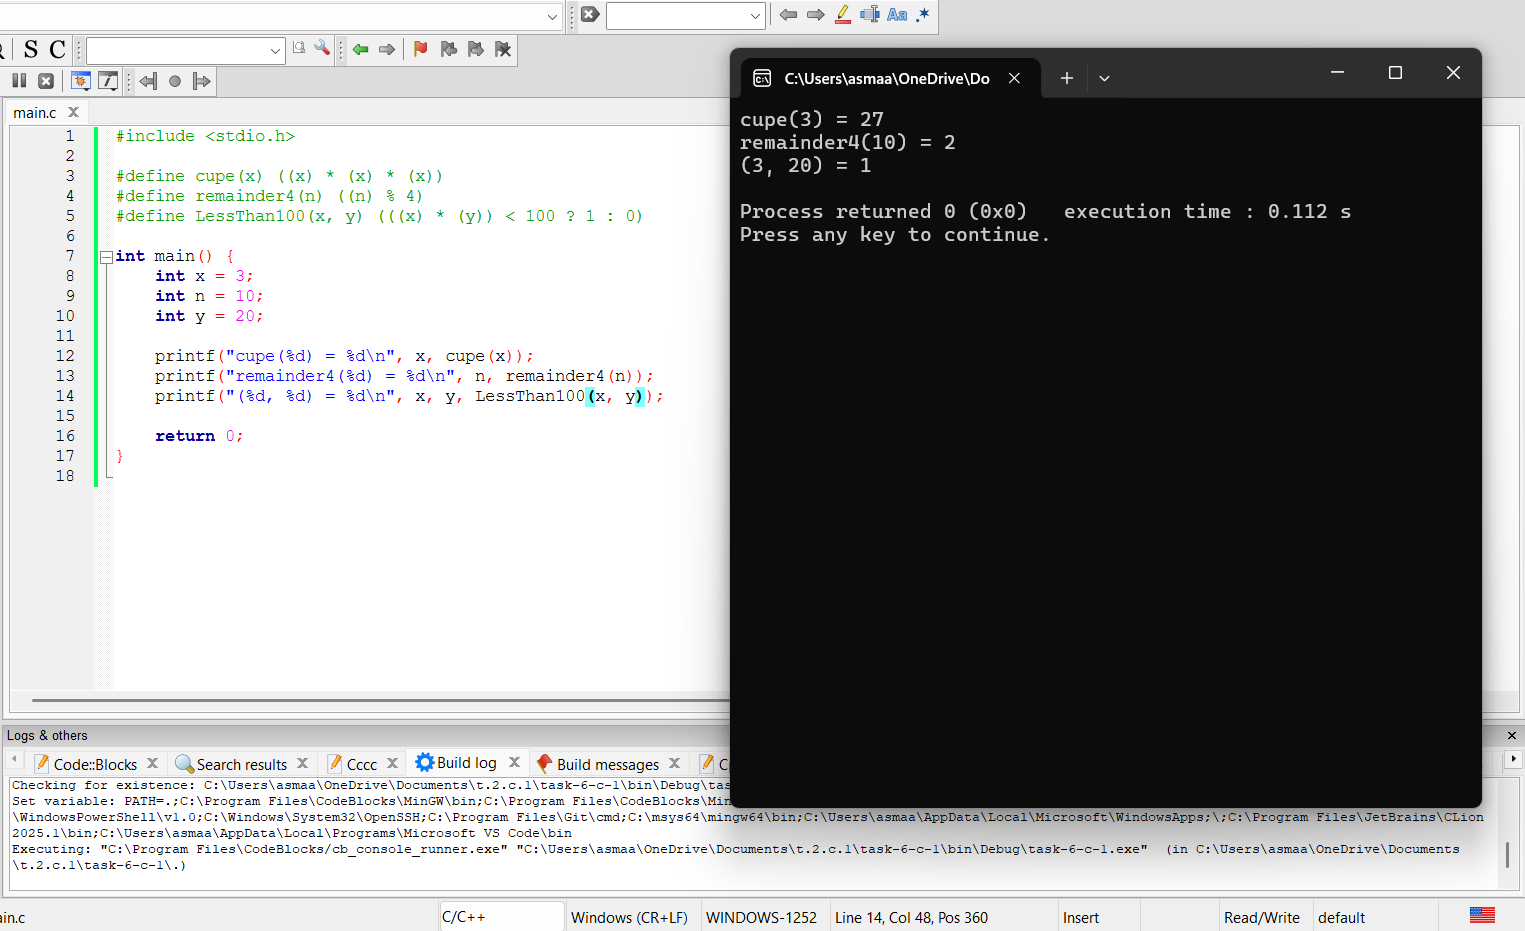 S C
Aa
main.c
1 #include <stdio.h>
2
3 #define cupe(x) ((x) * (x) * (x))
4 #define remainder4(n) ((n) % 4)
5 #define LessThan100(x, y) (((x) * (y)) < 100 ? 1 : 0)
6
7 int main() {
8 int x = 3;
9 int n = 10;
10 int y = 20;
11
12 printf("cupe(%d) = %d\n", x, cupe(x));
13 printf("remainder4(%d) = %d\n", n, remainder4(n));
14 printf("(%d, %d) = %d\n", x, y, LessThan100(x, y));
15
16 return 0;
17 }
18
C:\Users\asmaa\OneDrive\Do
cupe(3) = 27
remainder4(10) = 2
(3, 20) = 1
Process returned 0 (0x0)   execution time : 0.112 s
Press any key to continue.
Logs & others
Code::Blocks Search results Cccc Build log Build messages
Checking for existence: C:\Users\asmaa\OneDrive\Documents\t.2.c.1\task-6-c-1\bin\Debug\tas
Set variable: PATH=.;C:\Program Files\CodeBlocks\MinGW\bin;C:\Program Files\CodeBlocks\Min
\WindowsPowerShell\v1.0;C:\Windows\System32\OpenSSH;C:\Program Files\Git\cmd;C:\msys64\mingw64\bin;C:\Users\asmaa\AppData\Local\Microsoft\WindowsApps;\;C:\Program Files\JetBrains\CLion
2025.1\bin;C:\Users\asmaa\AppData\Local\Programs\Microsoft VS Code\bin
Executing: "C:\Program Files\CodeBlocks/cb_console_runner.exe" "C:\Users\asmaa\OneDrive\Documents\t.2.c.1\task-6-c-1\bin\Debug\task-6-c-1.exe"  (in C:\Users\asmaa\OneDrive\Documents
\t.2.c.1\task-6-c-1\.)
ain.c C/C++ Windows (CR+LF) WINDOWS-1252 Line 14, Col 48, Pos 360 Insert Read/Write default